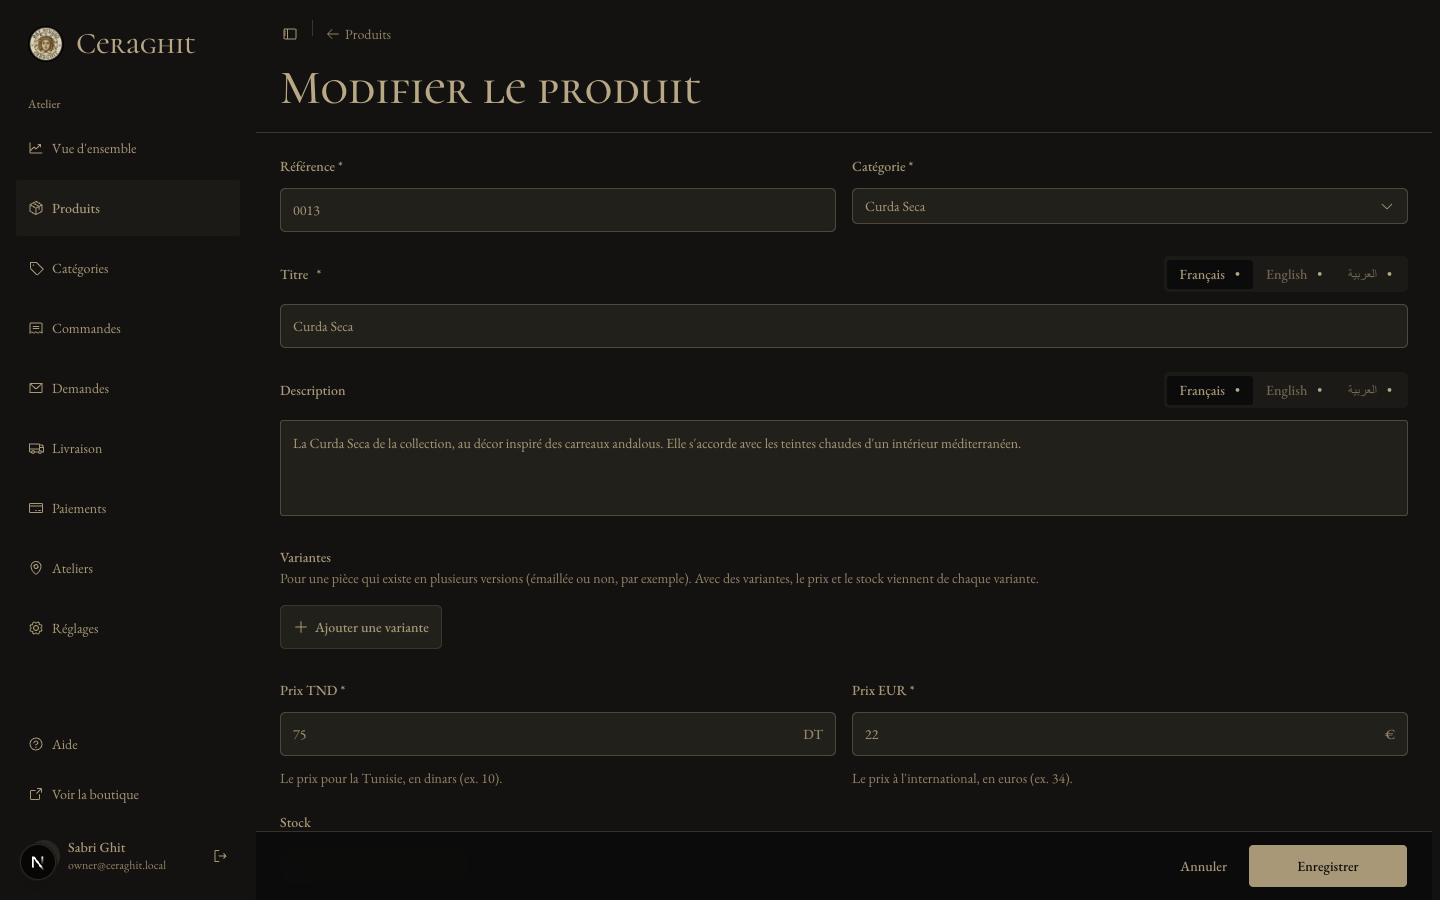 Ceraghit
Atelier
Vue d'ensemble
Produits
Catégories
Commandes
Demandes
Livraison
Paiements
Ateliers
Réglages
Aide
Voir la boutique
N
Sabri Ghit
owner@ceraghit.local
← Produits
Modifier le produit
Référence *
Catégorie *
0013
Curda Seca
Titre *
Français • English • العربية •
Curda Seca
Description
Français • English • العربية •
La Curda Seca de la collection, au décor inspiré des carreaux andalous. Elle s'accorde avec les teintes chaudes d'un intérieur méditerranéen.
Variantes
Pour une pièce qui existe en plusieurs versions (émaillée ou non, par exemple). Avec des variantes, le prix et le stock viennent de chaque variante.
+ Ajouter une variante
Prix TND *
Prix EUR *
75 DT
22 €
Le prix pour la Tunisie, en dinars (ex. 10).
Le prix à l'international, en euros (ex. 34).
Stock
Annuler
Enregistrer